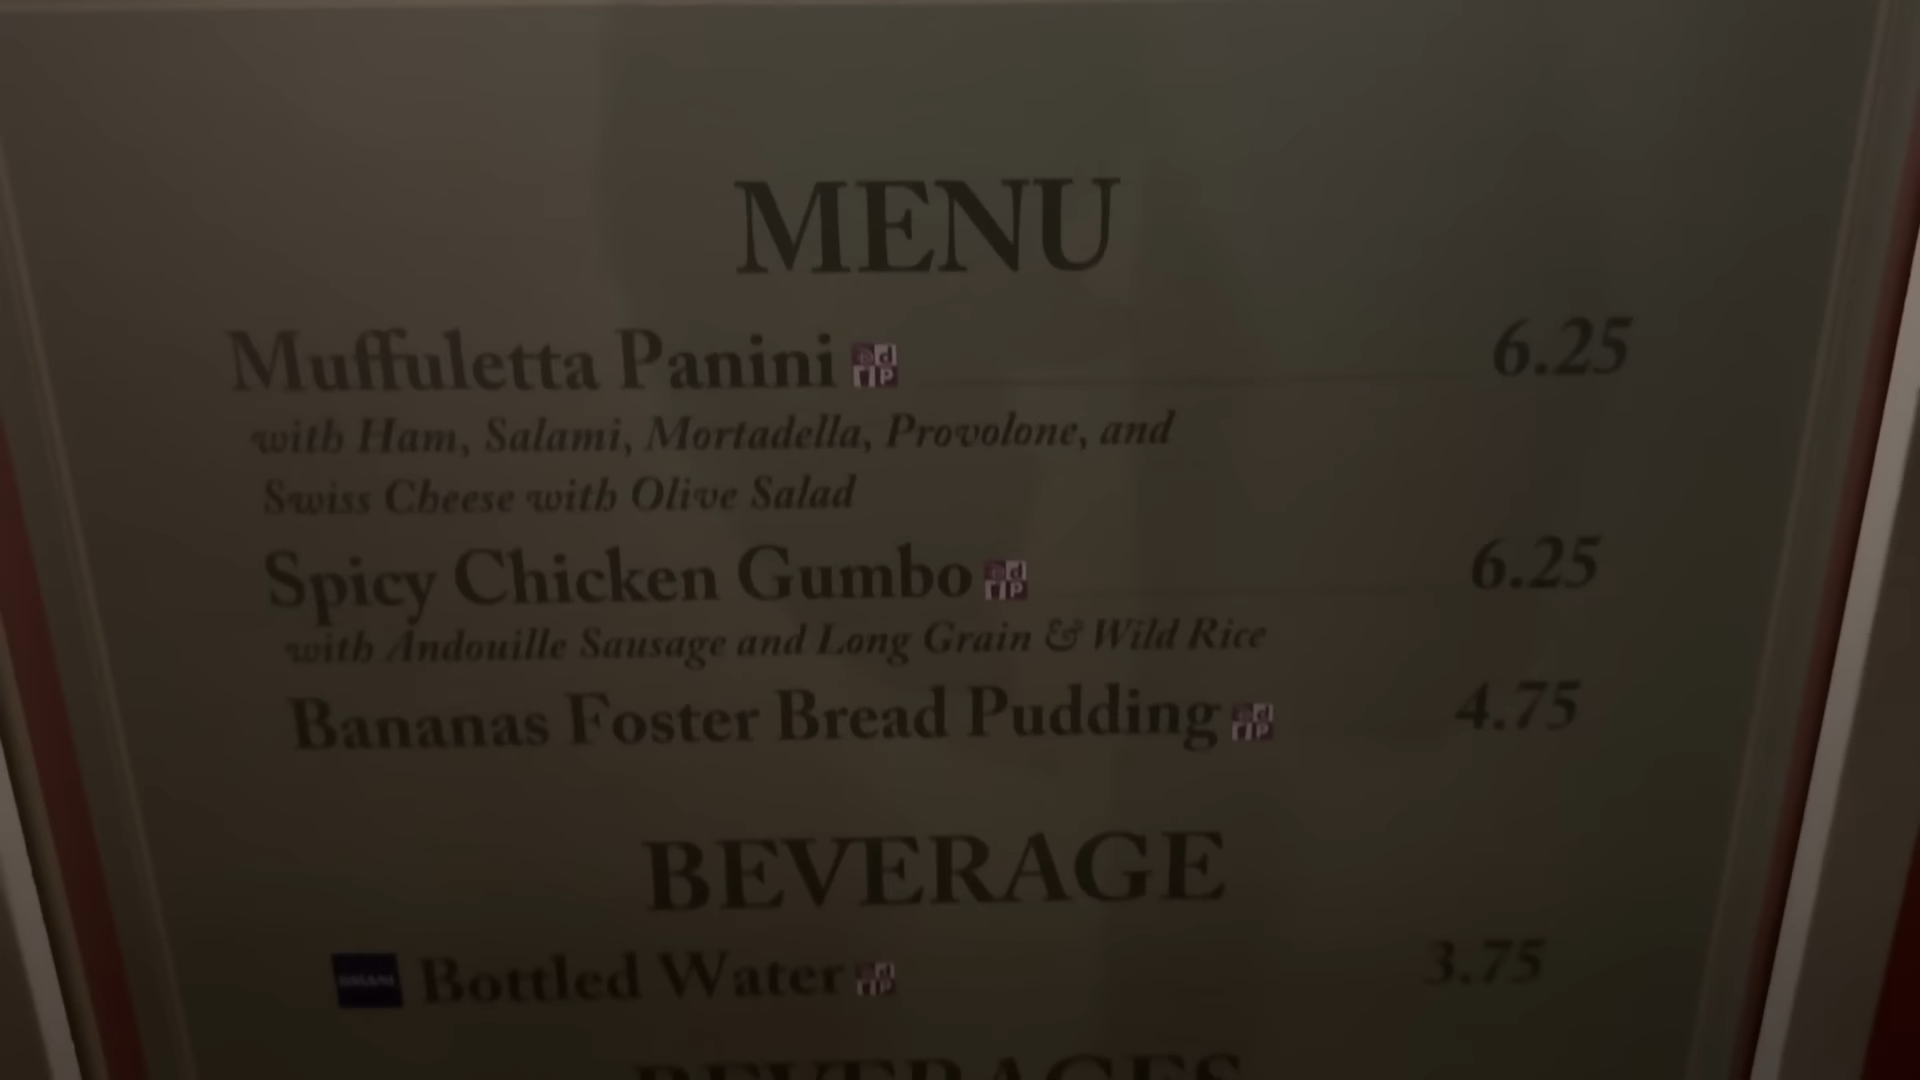 MENU
Muffuletta Panini 6.25
with Ham, Salami, Mortadella, Provolone, and
Swiss Cheese with Olive Salad
Spicy Chicken Gumbo 6.25
with Andouille Sausage and Long Grain & Wild Rice
Bananas Foster Bread Pudding 4.75
BEVERAGE
Bottled Water 3.75
BEVERAGES